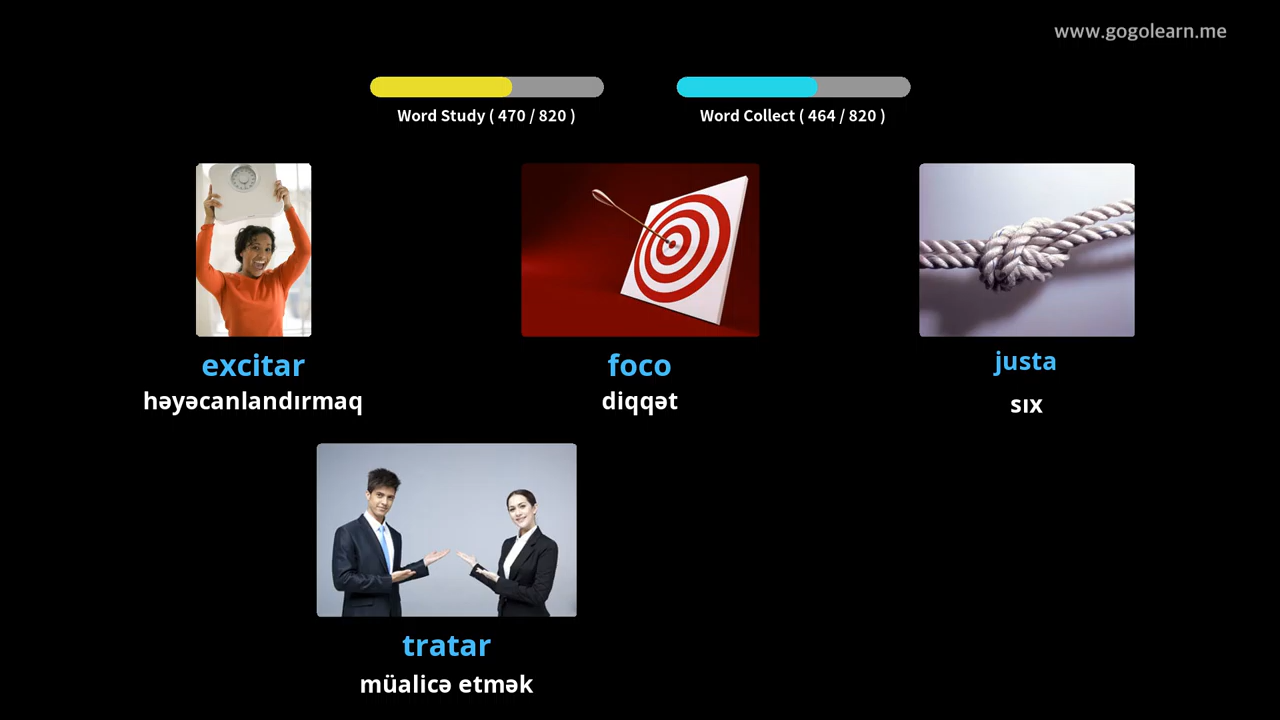 www.gogolearn.me
Word Study ( 470 / 820 )
Word Collect ( 464 / 820 )
excitar
həyəcanlandırmaq
foco
diqqət
justa
sıx
tratar
müalicə etmək